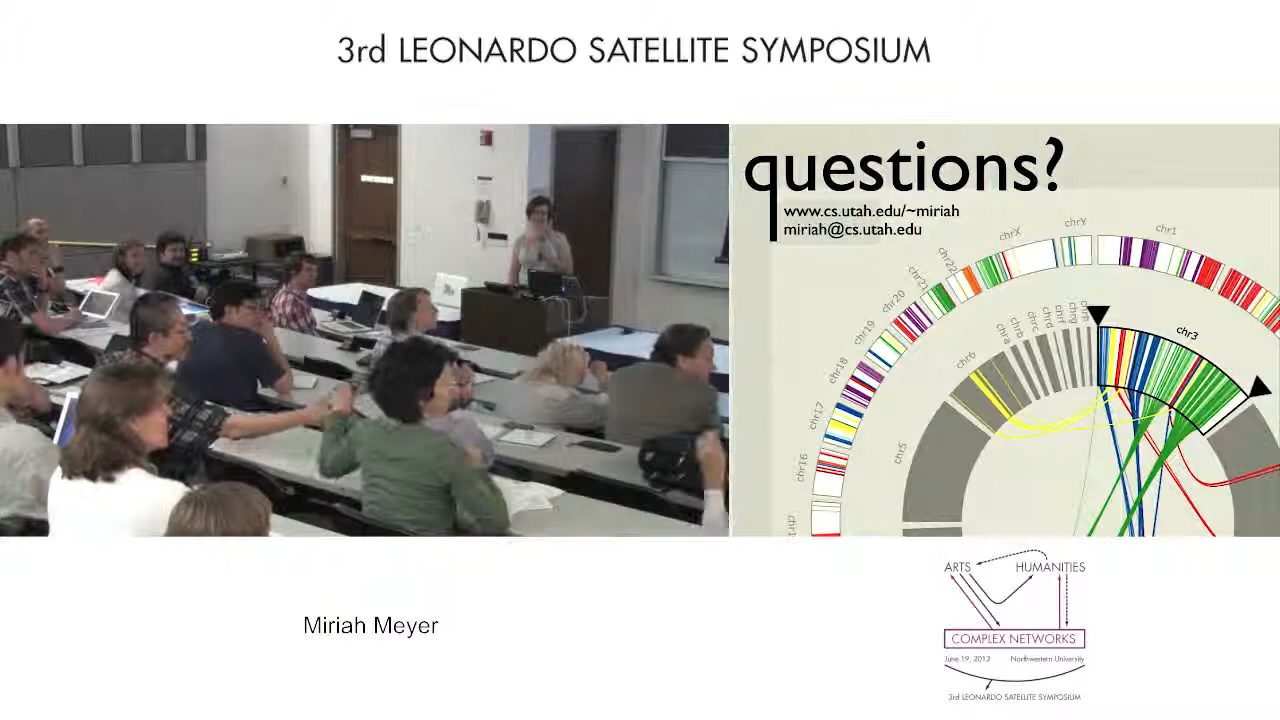 3rd LEONARDO SATELLITE SYMPOSIUM
questions?
www.cs.utah.edu/~miriah
miriah@cs.utah.edu
chrX
chrY
chr1
chr22
chr21
chr20
chr19
chr18
chr17
chr16
chr3
chr6
chra
chrb
chrc
chrd
chrf
chrg
chr5
Miriah Meyer
ARTS
HUMANITIES
COMPLEX NETWORKS
June 19, 2012
Northwestern University
3rd LEONARDO SATELLITE SYMPOSIUM